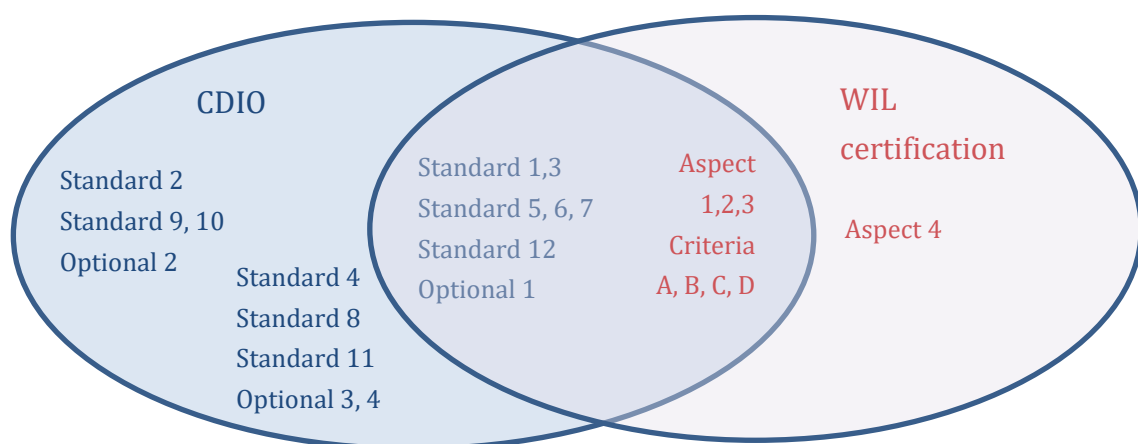 CDIO
Standard 2
Standard 9, 10
Optional 2
Standard 4
Standard 8
Standard 11
Optional 3, 4
Standard 1,3
Standard 5, 6, 7
Standard 12
Optional 1
Aspect
1,2,3
Criteria
A, B, C, D
WIL
certification
Aspect 4